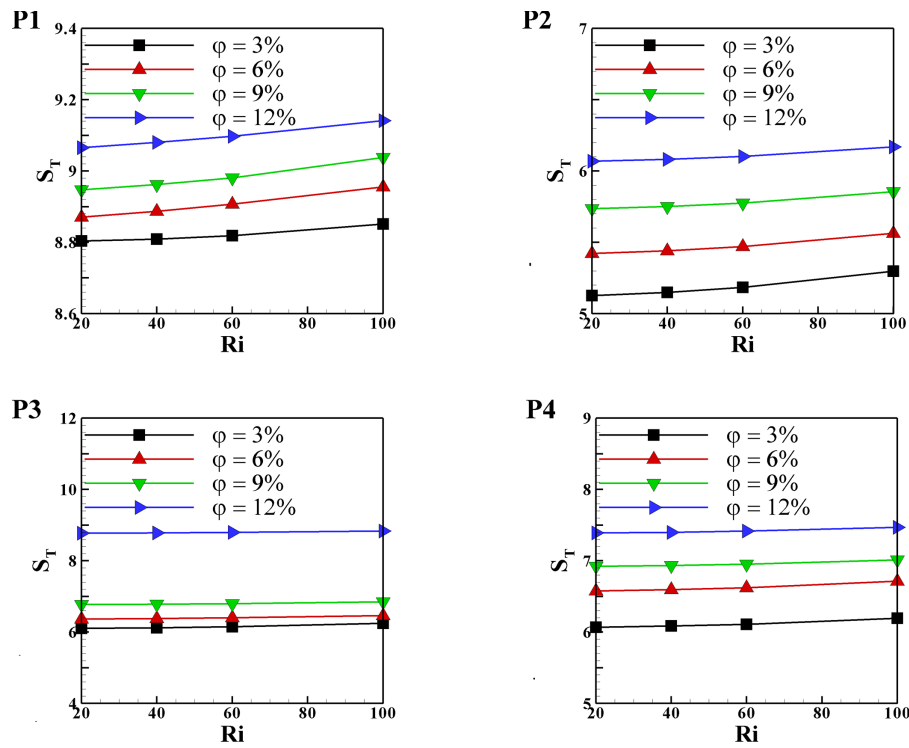 P1
9.4
φ = 3%
φ = 6%
9.2
φ = 9%
φ = 12%
S_T
9
8.8
8.6
20 40 60 80 100
Ri
P2
7
φ = 3%
φ = 6%
φ = 9%
φ = 12%
S_T
6
5
20 40 60 80 100
Ri
P3
12
φ = 3%
φ = 6%
10
φ = 9%
φ = 12%
S_T
8
6
4
20 40 60 80 100
Ri
P4
9
φ = 3%
φ = 6%
8
φ = 9%
φ = 12%
S_T
7
6
5
20 40 60 80 100
Ri